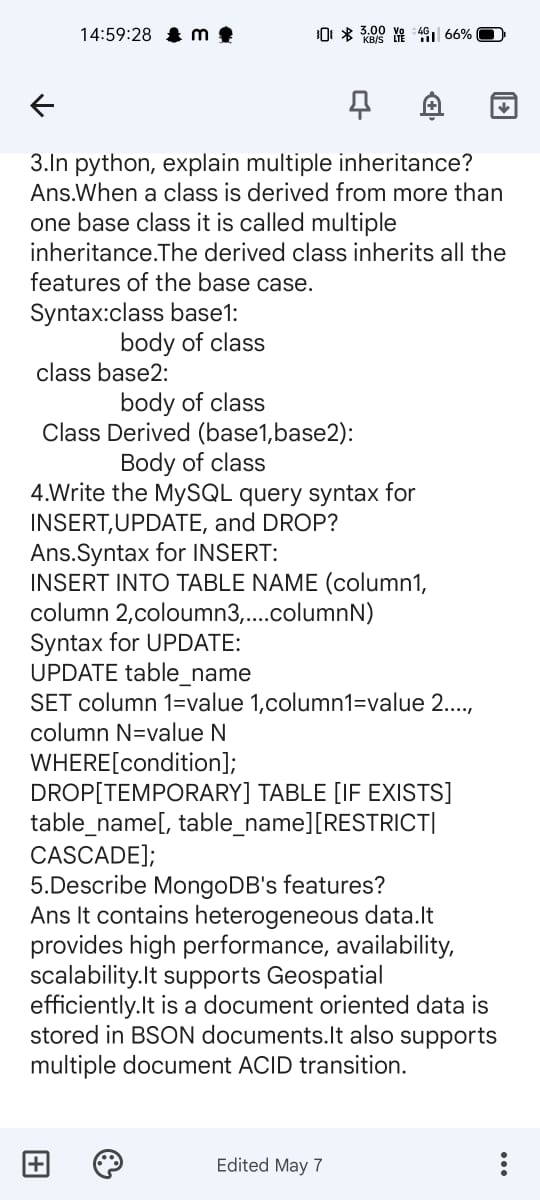 14:59:28 m 3.00 KB/S Vo LTE 4G 66%
3.In python, explain multiple inheritance?
Ans.When a class is derived from more than
one base class it is called multiple
inheritance.The derived class inherits all the
features of the base case.
Syntax:class base1:
body of class
class base2:
body of class
Class Derived (base1,base2):
Body of class
4.Write the MySQL query syntax for
INSERT,UPDATE, and DROP?
Ans.Syntax for INSERT:
INSERT INTO TABLE NAME (column1,
column 2,coloumn3,....columnN)
Syntax for UPDATE:
UPDATE table_name
SET column 1=value 1,column1=value 2....,
column N=value N
WHERE[condition];
DROP[TEMPORARY] TABLE [IF EXISTS]
table_name[, table_name][RESTRICT|
CASCADE];
5.Describe MongoDB's features?
Ans It contains heterogeneous data.It
provides high performance, availability,
scalability.It supports Geospatial
efficiently.It is a document oriented data is
stored in BSON documents.It also supports
multiple document ACID transition.
Edited May 7